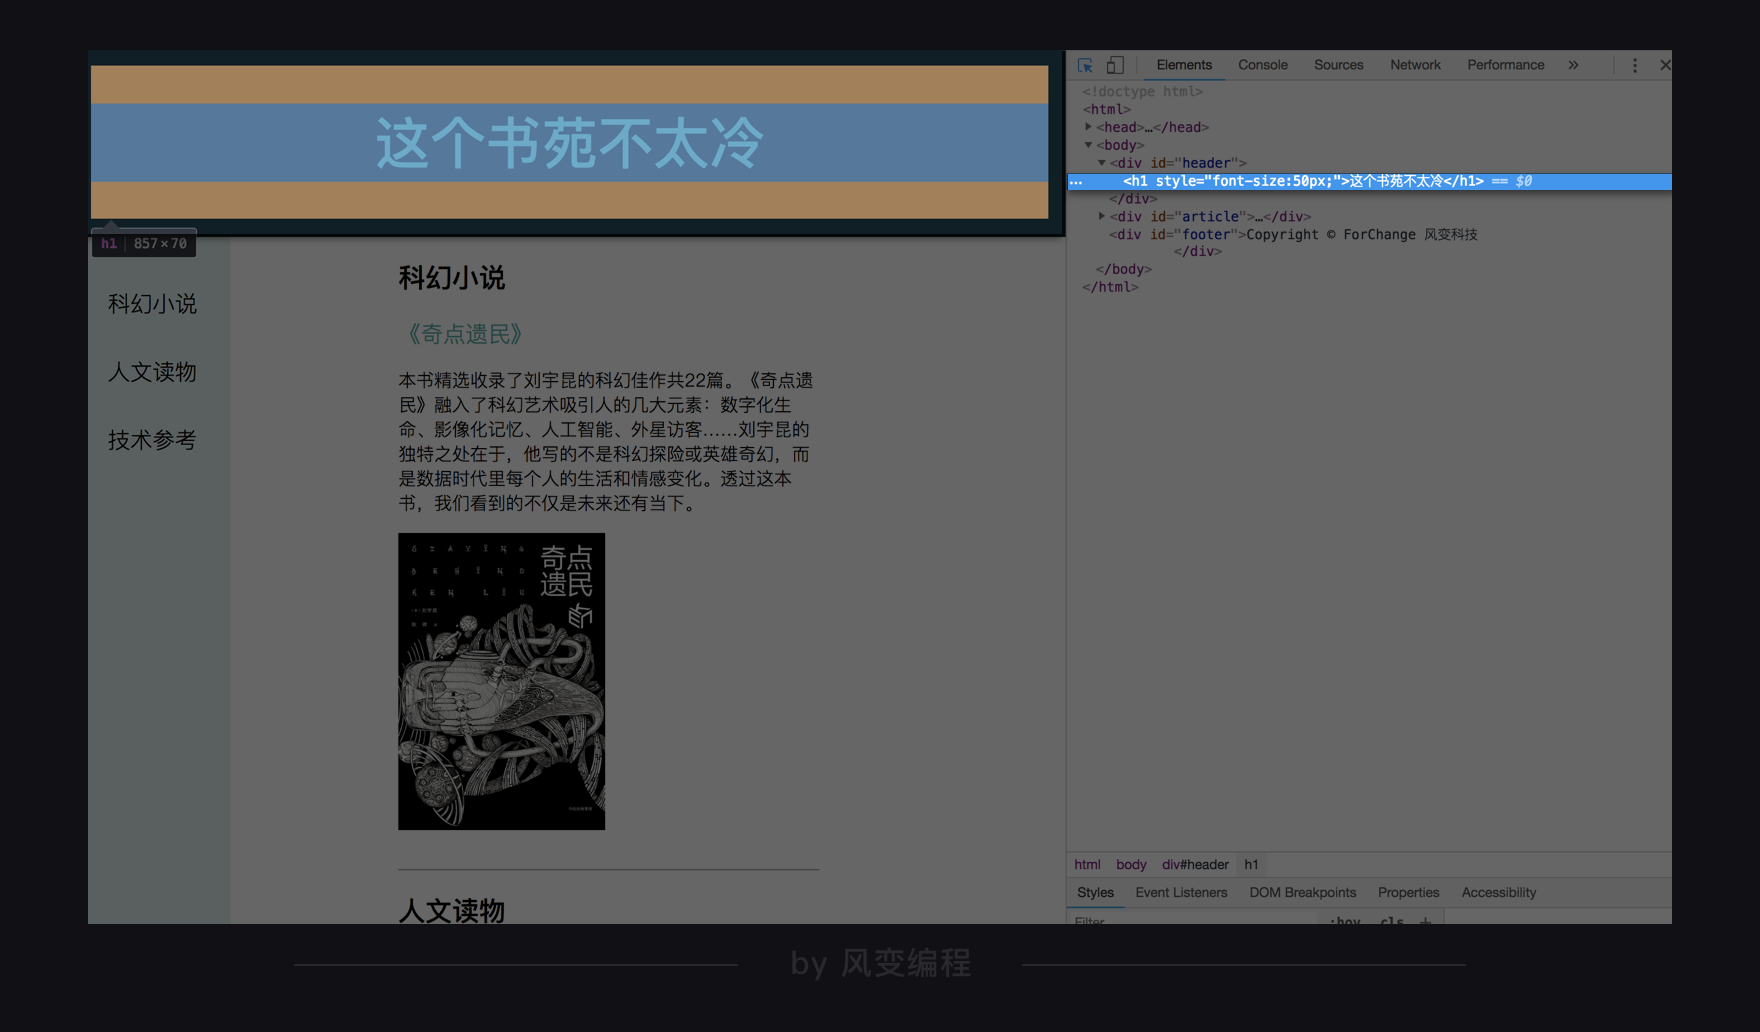 这个书苑不太冷
h1 857×70
科幻小说
人文读物
技术参考
科幻小说
《奇点遗民》
本书精选收录了刘宇昆的科幻佳作共22篇。《奇点遗
民》融入了科幻艺术吸引人的几大元素：数字化生
命、影像化记忆、人工智能、外星访客……刘宇昆的
独特之处在于，他写的不是科幻探险或英雄奇幻，而
是数据时代里每个人的生活和情感变化。透过这本
书，我们看到的不仅是未来还有当下。
奇点
遗民
人文读物
Elements Console Sources Network Performance »
<!doctype html>
<html>
<head>…</head>
<body>
<div id="header">
… <h1 style="font-size:50px;">这个书苑不太冷</h1> == $0
</div>
<div id="article">…</div>
<div id="footer">Copyright © ForChange 风变科技
</div>
</body>
</html>
html body div#header h1
Styles Event Listeners DOM Breakpoints Properties Accessibility
Filter :hov .cls +
by 风变编程